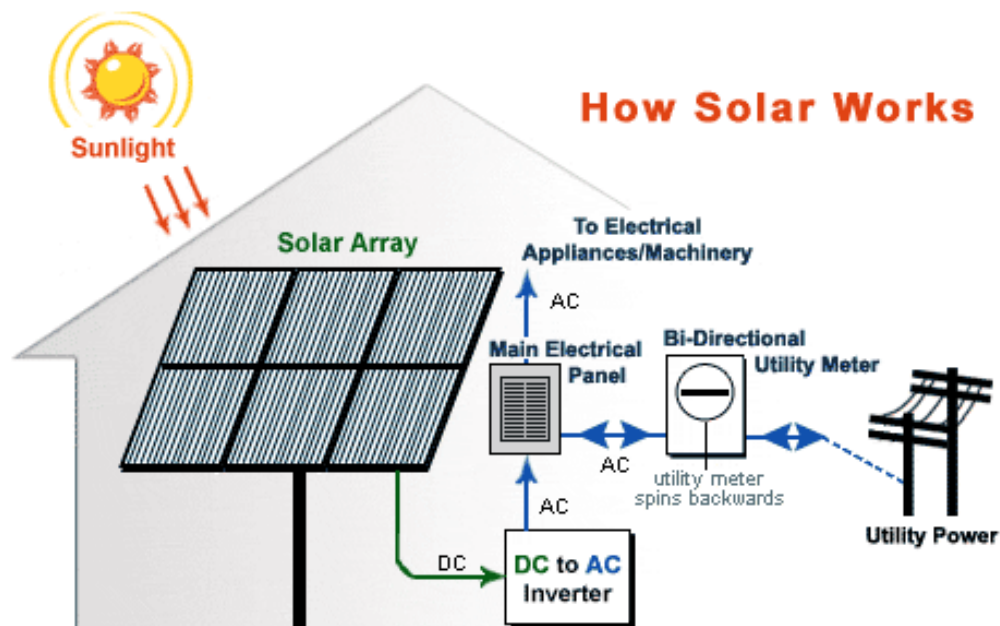 How Solar Works
Sunlight
Solar Array
To Electrical
Appliances/Machinery
AC
Main Electrical
Panel
Bi-Directional
Utility Meter
AC
utility meter
spins backwards
AC
Utility Power
DC
DC to AC
Inverter